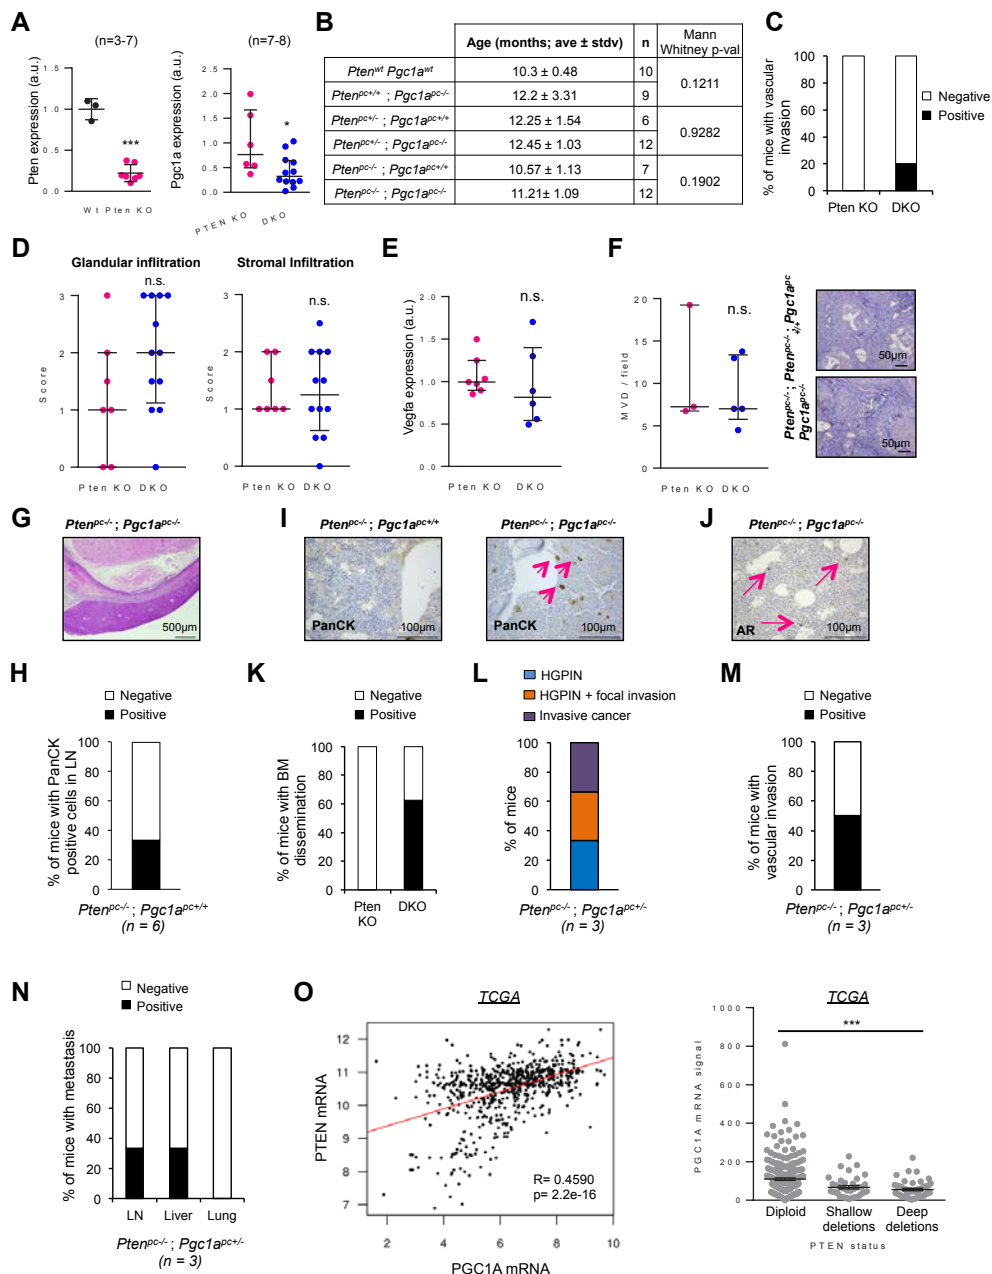 A
(n=3-7)
Pten expression (a.u.)
1.5
1.0
0.5
0.0
***
Wt Pten KO
(n=7-8)
Pgc1a expression (a.u.)
2.5
2.0
1.5
1.0
0.5
0.0
*
PTEN KO
DKO
B
Age (months; ave ± stdv)
n
Mann
Whitney p-val
Pten^wt Pgc1a^wt
10.3 ± 0.48
10
0.1211
Pten^pc+/+ ; Pgc1a^pc-/-
12.2 ± 3.31
9
Pten^pc+/- ; Pgc1a^pc+/+
12.25 ± 1.54
6
0.9282
Pten^pc+/- ; Pgc1a^pc-/-
12.45 ± 1.03
12
Pten^pc-/- ; Pgc1a^pc+/+
10.57 ± 1.13
7
0.1902
Pten^pc-/- ; Pgc1a^pc-/-
11.21± 1.09
12
C
% of mice with vascular
invasion
100
80
60
40
20
0
Negative
Positive
Pten KO
DKO
D
Glandular inflitration
n.s.
Score
3
2
1
0
Pten KO DKO
Stromal Infiltration
n.s.
Score
3
2
1
0
Pten KO DKO
E
Vegfa expression (a.u.)
2.0
1.5
1.0
0.5
0.0
n.s.
Pten KO DKO
F
MVD / field
20
15
10
5
0
n.s.
Pten KO DKO
Pten^pc-/-; Pgc1a^pc
+/+
50µm
Pten^pc-/-;
Pgc1a^pc-/-
50µm
G
Pten^pc-/-; Pgc1a^pc-/-
500µm
I
Pten^pc-/-; Pgc1a^pc+/+
PanCK
100µm
Pten^pc-/-; Pgc1a^pc-/-
PanCK
100µm
J
Pten^pc-/-; Pgc1a^pc-/-
AR
100µm
H
Negative
Positive
% of mice with PanCK
positive cells in LN
100
80
60
40
20
0
Pten^pc-/-; Pgc1a^pc+/+
(n = 6)
K
Negative
Positive
% of mice with BM
dissemination
100
80
60
40
20
0
Pten
KO
DKO
L
HGPIN
HGPIN + focal invasion
Invasive cancer
% of mice
100
80
60
40
20
0
Pten^pc-/-; Pgc1a^pc+/-
(n = 3)
M
Negative
Positive
% of mice with
vascular invasion
100
80
60
40
20
0
Pten^pc-/-; Pgc1a^pc+/-
(n = 3)
N
Negative
Positive
% of mice with metastasis
100
80
60
40
20
0
LN Liver Lung
Pten^pc-/-; Pgc1a^pc+/-
(n = 3)
O
TCGA
PTEN mRNA
12
11
10
9
8
7
R= 0.4590
p= 2.2e-16
2 4 6 8 10
PGC1A mRNA
TCGA
***
PGC1A mRNA signal
1000
800
600
400
200
0
Diploid
Shallow
deletions
Deep
deletions
PTEN status